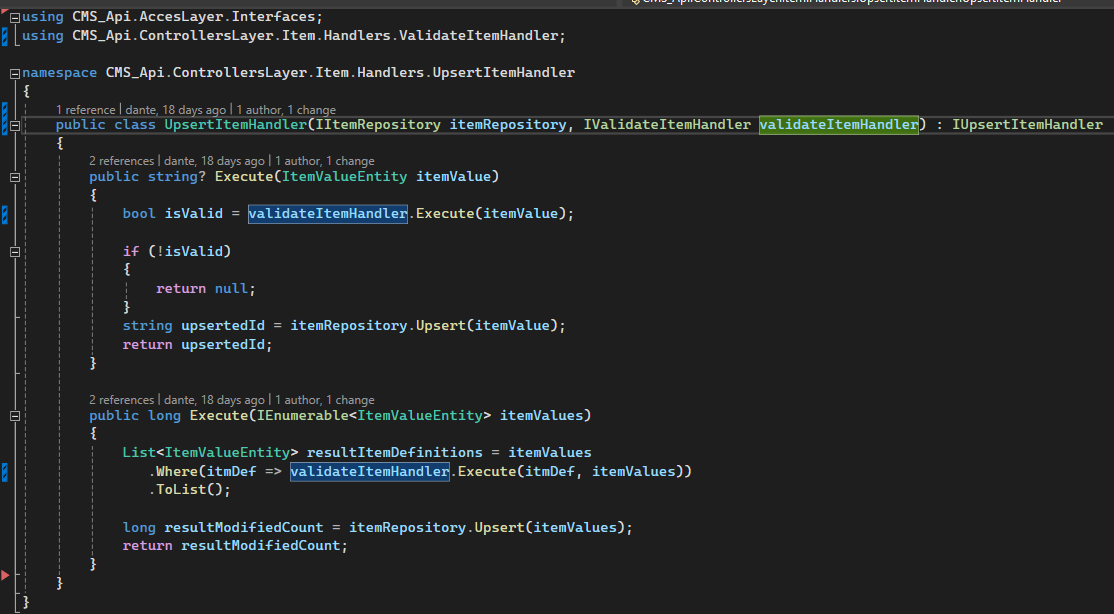 CMS_Api.ControllersLayer.Item.Handlers.UpsertItemHandler.UpsertItemHandler
using CMS_Api.AccesLayer.Interfaces;
using CMS_Api.ControllersLayer.Item.Handlers.ValidateItemHandler;
namespace CMS_Api.ControllersLayer.Item.Handlers.UpsertItemHandler
{
1 reference | dante, 18 days ago | 1 author, 1 change
public class UpsertItemHandler(IItemRepository itemRepository, IValidateItemHandler validateItemHandler) : IUpsertItemHandler
{
2 references | dante, 18 days ago | 1 author, 1 change
public string? Execute(ItemValueEntity itemValue)
{
bool isValid = validateItemHandler.Execute(itemValue);
if (!isValid)
{
return null;
}
string upsertedId = itemRepository.Upsert(itemValue);
return upsertedId;
}
2 references | dante, 18 days ago | 1 author, 1 change
public long Execute(IEnumerable<ItemValueEntity> itemValues)
{
List<ItemValueEntity> resultItemDefinitions = itemValues
.Where(itmDef => validateItemHandler.Execute(itmDef, itemValues))
.ToList();
long resultModifiedCount = itemRepository.Upsert(itemValues);
return resultModifiedCount;
}
}
}